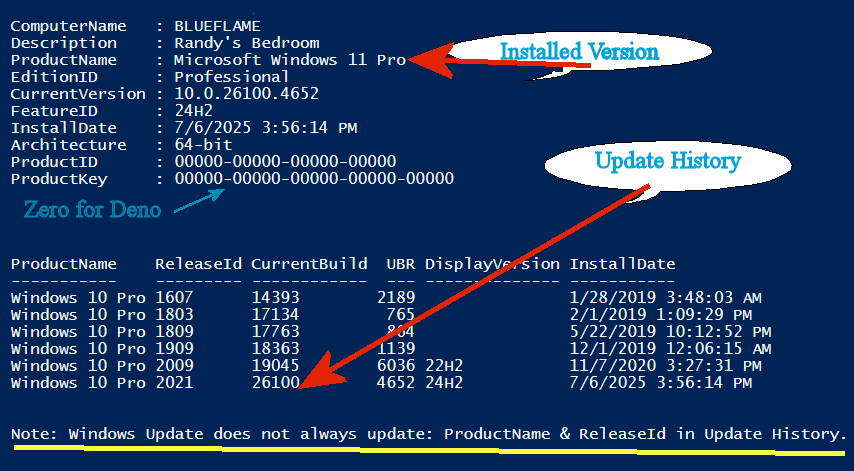 ComputerName : BLUEFLAME
Description : Randy's Bedroom
ProductName : Microsoft Windows 11 Pro
Installed Version
EditionID : Professional
CurrentVersion : 10.0.26100.4652
FeatureID : 24H2
InstallDate : 7/6/2025 3:56:14 PM
Architecture : 64-bit
ProductID : 00000-00000-00000-00000
Update History
ProductKey : 00000-00000-00000-00000-00000
Zero for Deno
ProductName ReleaseId CurrentBuild UBR DisplayVersion InstallDate
----------- --------- ------------ --- -------------- -----------
Windows 10 Pro 1607 14393 2189 1/28/2019 3:48:03 AM
Windows 10 Pro 1803 17134 765 2/1/2019 1:09:29 PM
Windows 10 Pro 1809 17763 5/22/2019 10:12:52 PM
Windows 10 Pro 1909 18363 1139 12/1/2019 12:06:15 AM
Windows 10 Pro 2009 19045 6036 22H2 11/7/2020 3:27:31 PM
Windows 10 Pro 2021 26100 4652 24H2 7/6/2025 3:56:14 PM
Note: Windows Update does not always update: ProductName & ReleaseId in Update History.